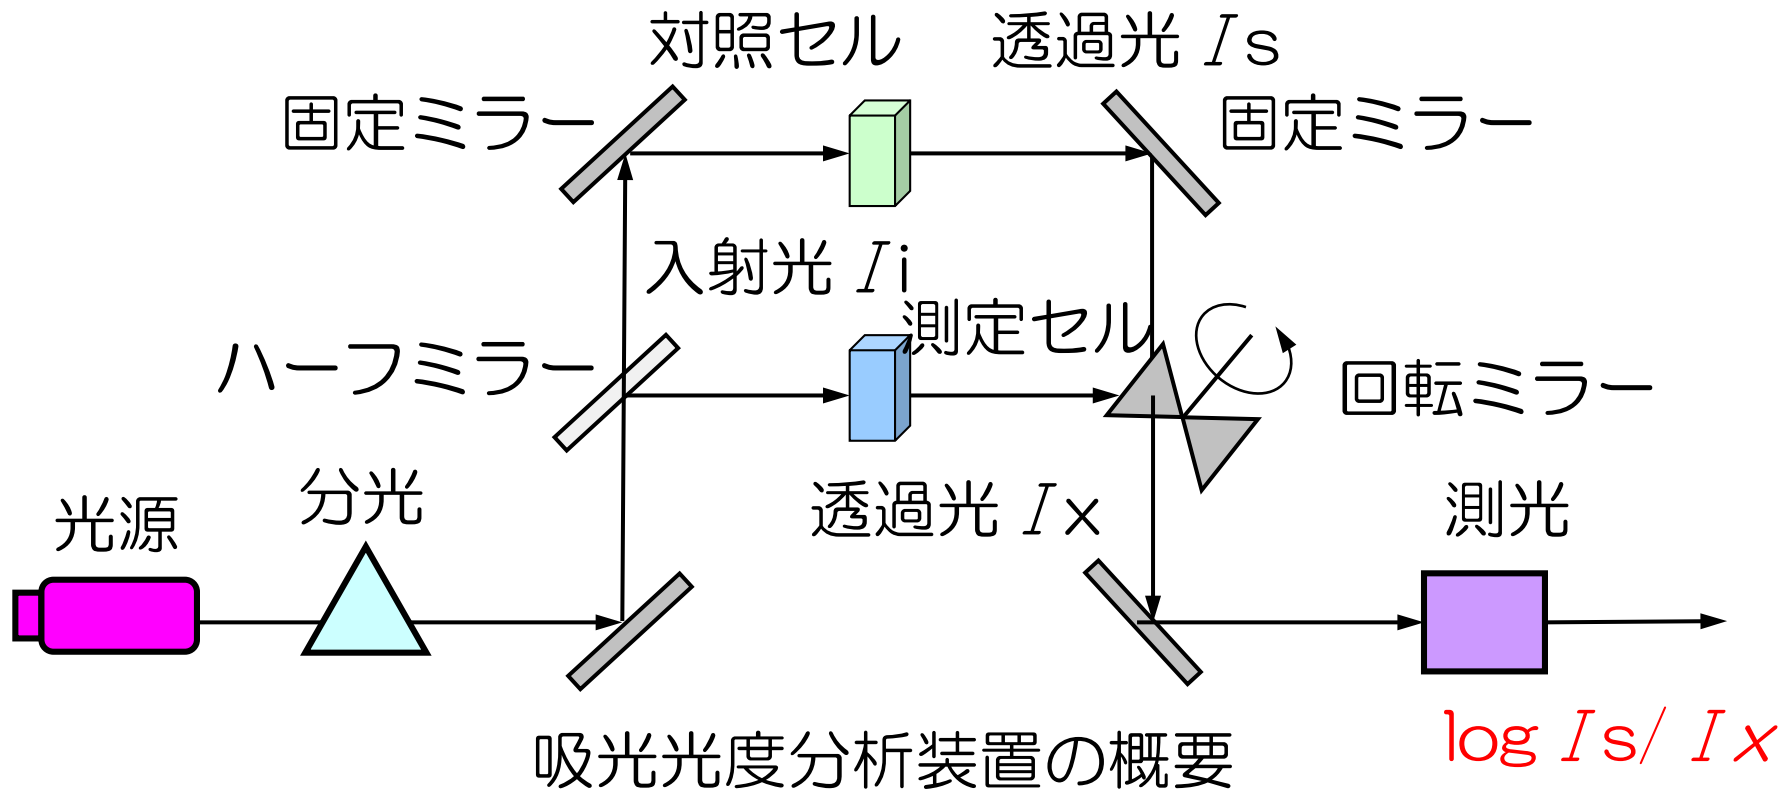 対照セル
透過光 Is
固定ミラー
固定ミラー
入射光 Ii
測定セル
ハーフミラー
回転ミラー
分光
透過光 Ix
測光
光源
log Is/ Ix
吸光光度分析装置の概要